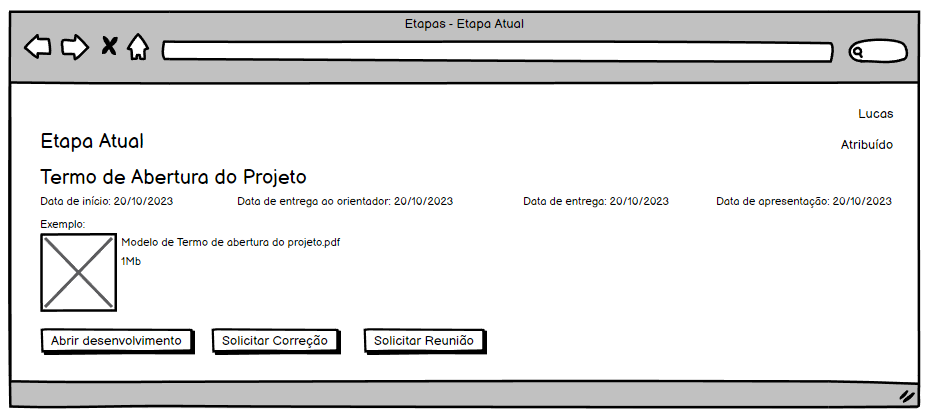 Etapas - Etapa Atual
Lucas
Etapa Atual
Atribuído
Termo de Abertura do Projeto
Data de início: 20/10/2023 Data de entrega ao orientador: 20/10/2023 Data de entrega: 20/10/2023 Data de apresentação: 20/10/2023
Exemplo:
Modelo de Termo de abertura do projeto.pdf
1Mb
Abrir desenvolvimento Solicitar Correção Solicitar Reunião